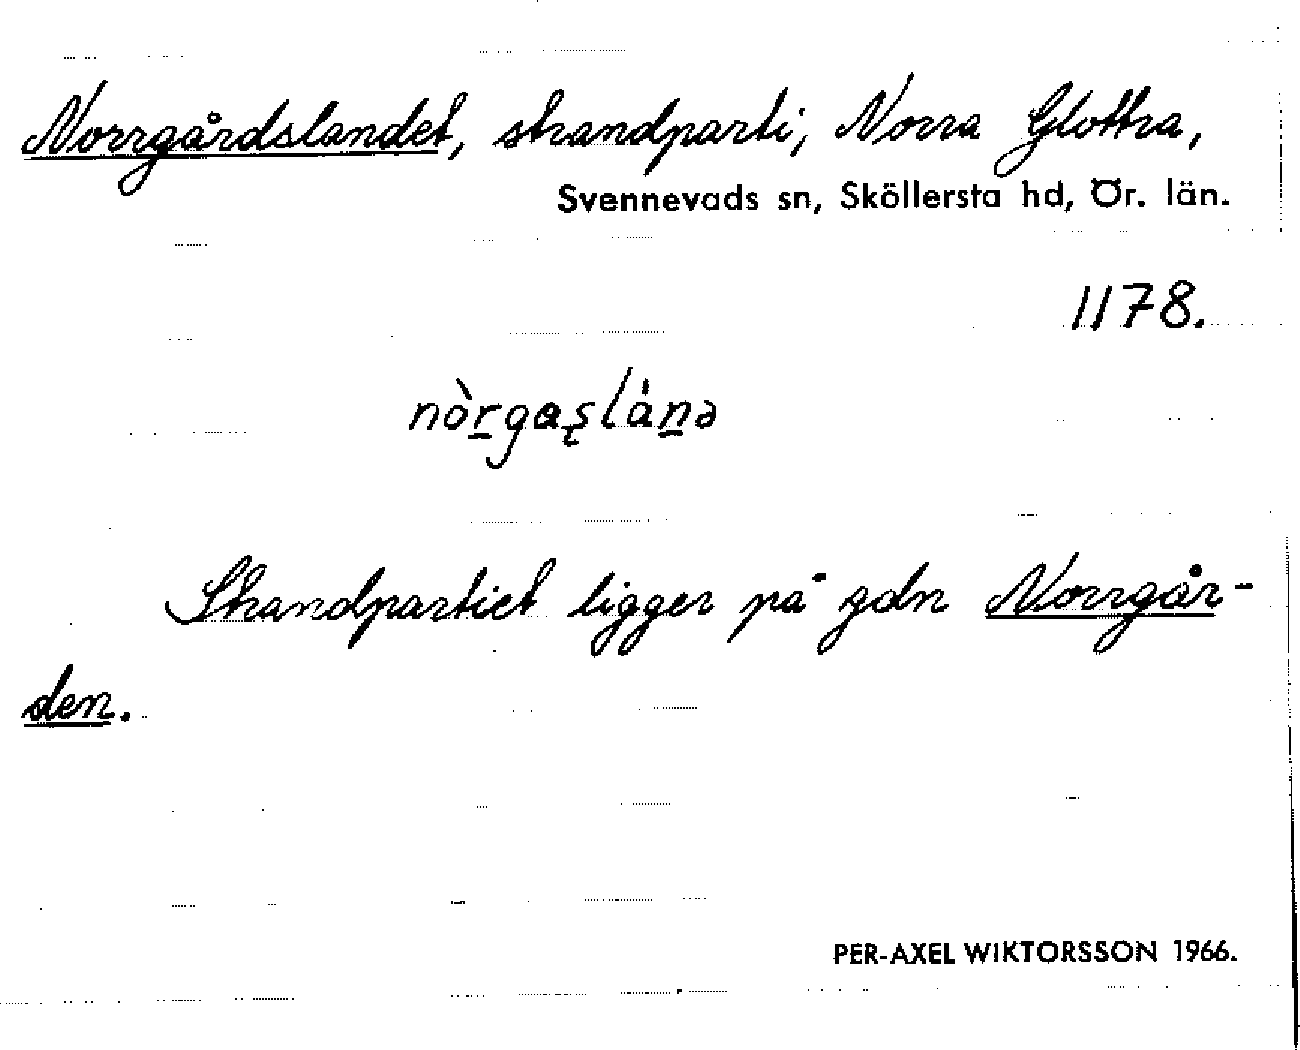 Norrgårdslandet, strandparti, Norra Glottra,
Svennevads sn, Sköllersta hd, Ör. län.
1178.
nòṟgaʂlàṉə
Strandpartiet ligger på gdn Norrgår-
den.
PER-AXEL WIKTORSSON 1966.